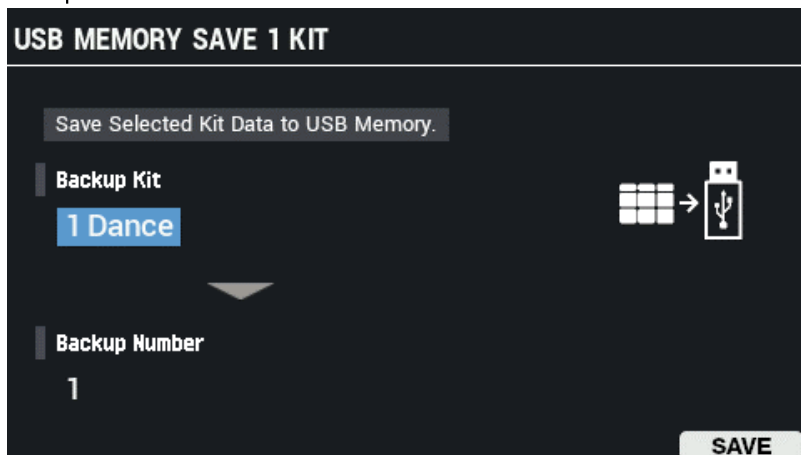 USB MEMORY SAVE 1 KIT
Save Selected Kit Data to USB Memory.
Backup Kit
1 Dance
Backup Number
1
SAVE